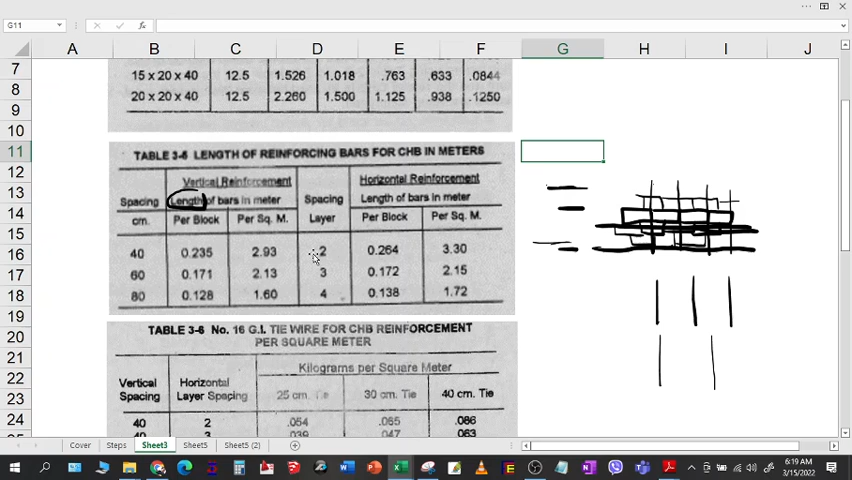 G11
A B C D E F G H I J
7 15 x 20 x 40 12.5 1.526 1.018 .763 .633 .0844
8 20 x 20 x 40 12.5 2.260 1.500 1.125 .938 .1250
9
10
11 TABLE 3-5 LENGTH OF REINFORCING BARS FOR CHB IN METERS
12 Vertical Reinforcement Horizontal Reinforcement
13 Spacing Length of bars in meter Spacing Length of bars in meter
14 cm. Per Block Per Sq. M. Layer Per Block Per Sq. M.
15
16 40 0.235 2.93 2 0.264 3.30
17 60 0.171 2.13 3 0.172 2.15
18 80 0.128 1.60 4 0.138 1.72
19
20 TABLE 3-6 No. 16 G.I. TIE WIRE FOR CHB REINFORCEMENT
PER SQUARE METER
21 Kilograms per Square Meter
22 Vertical Horizontal
23 Spacing Layer Spacing 25 cm. Tie 30 cm. Tie 40 cm. Tie
24 40 2 .054 .065 .086
40 3 .039 .047 .063
Cover Steps Sheet3 Sheet5 Sheet5 (2)
6:19 AM
3/15/2022